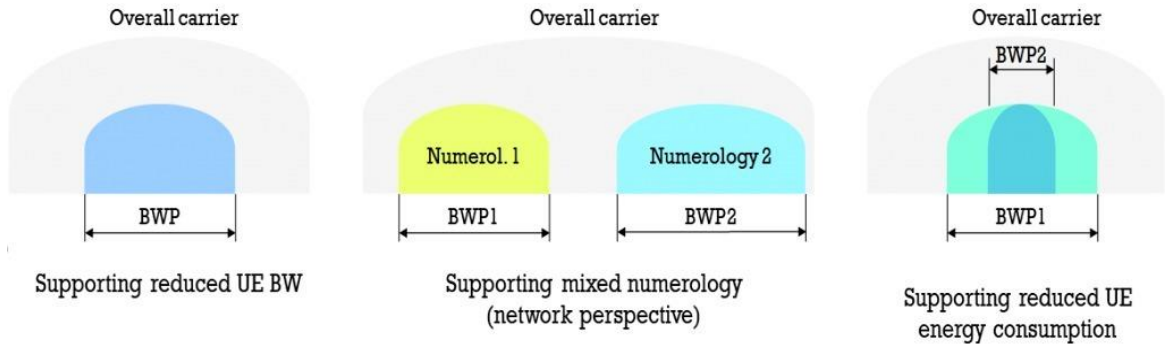 Overall carrier
BWP
Supporting reduced UE BW
Overall carrier
Numerol. 1
Numerology 2
BWP1
BWP2
Supporting mixed numerology
(network perspective)
Overall carrier
BWP2
BWP1
Supporting reduced UE
energy consumption